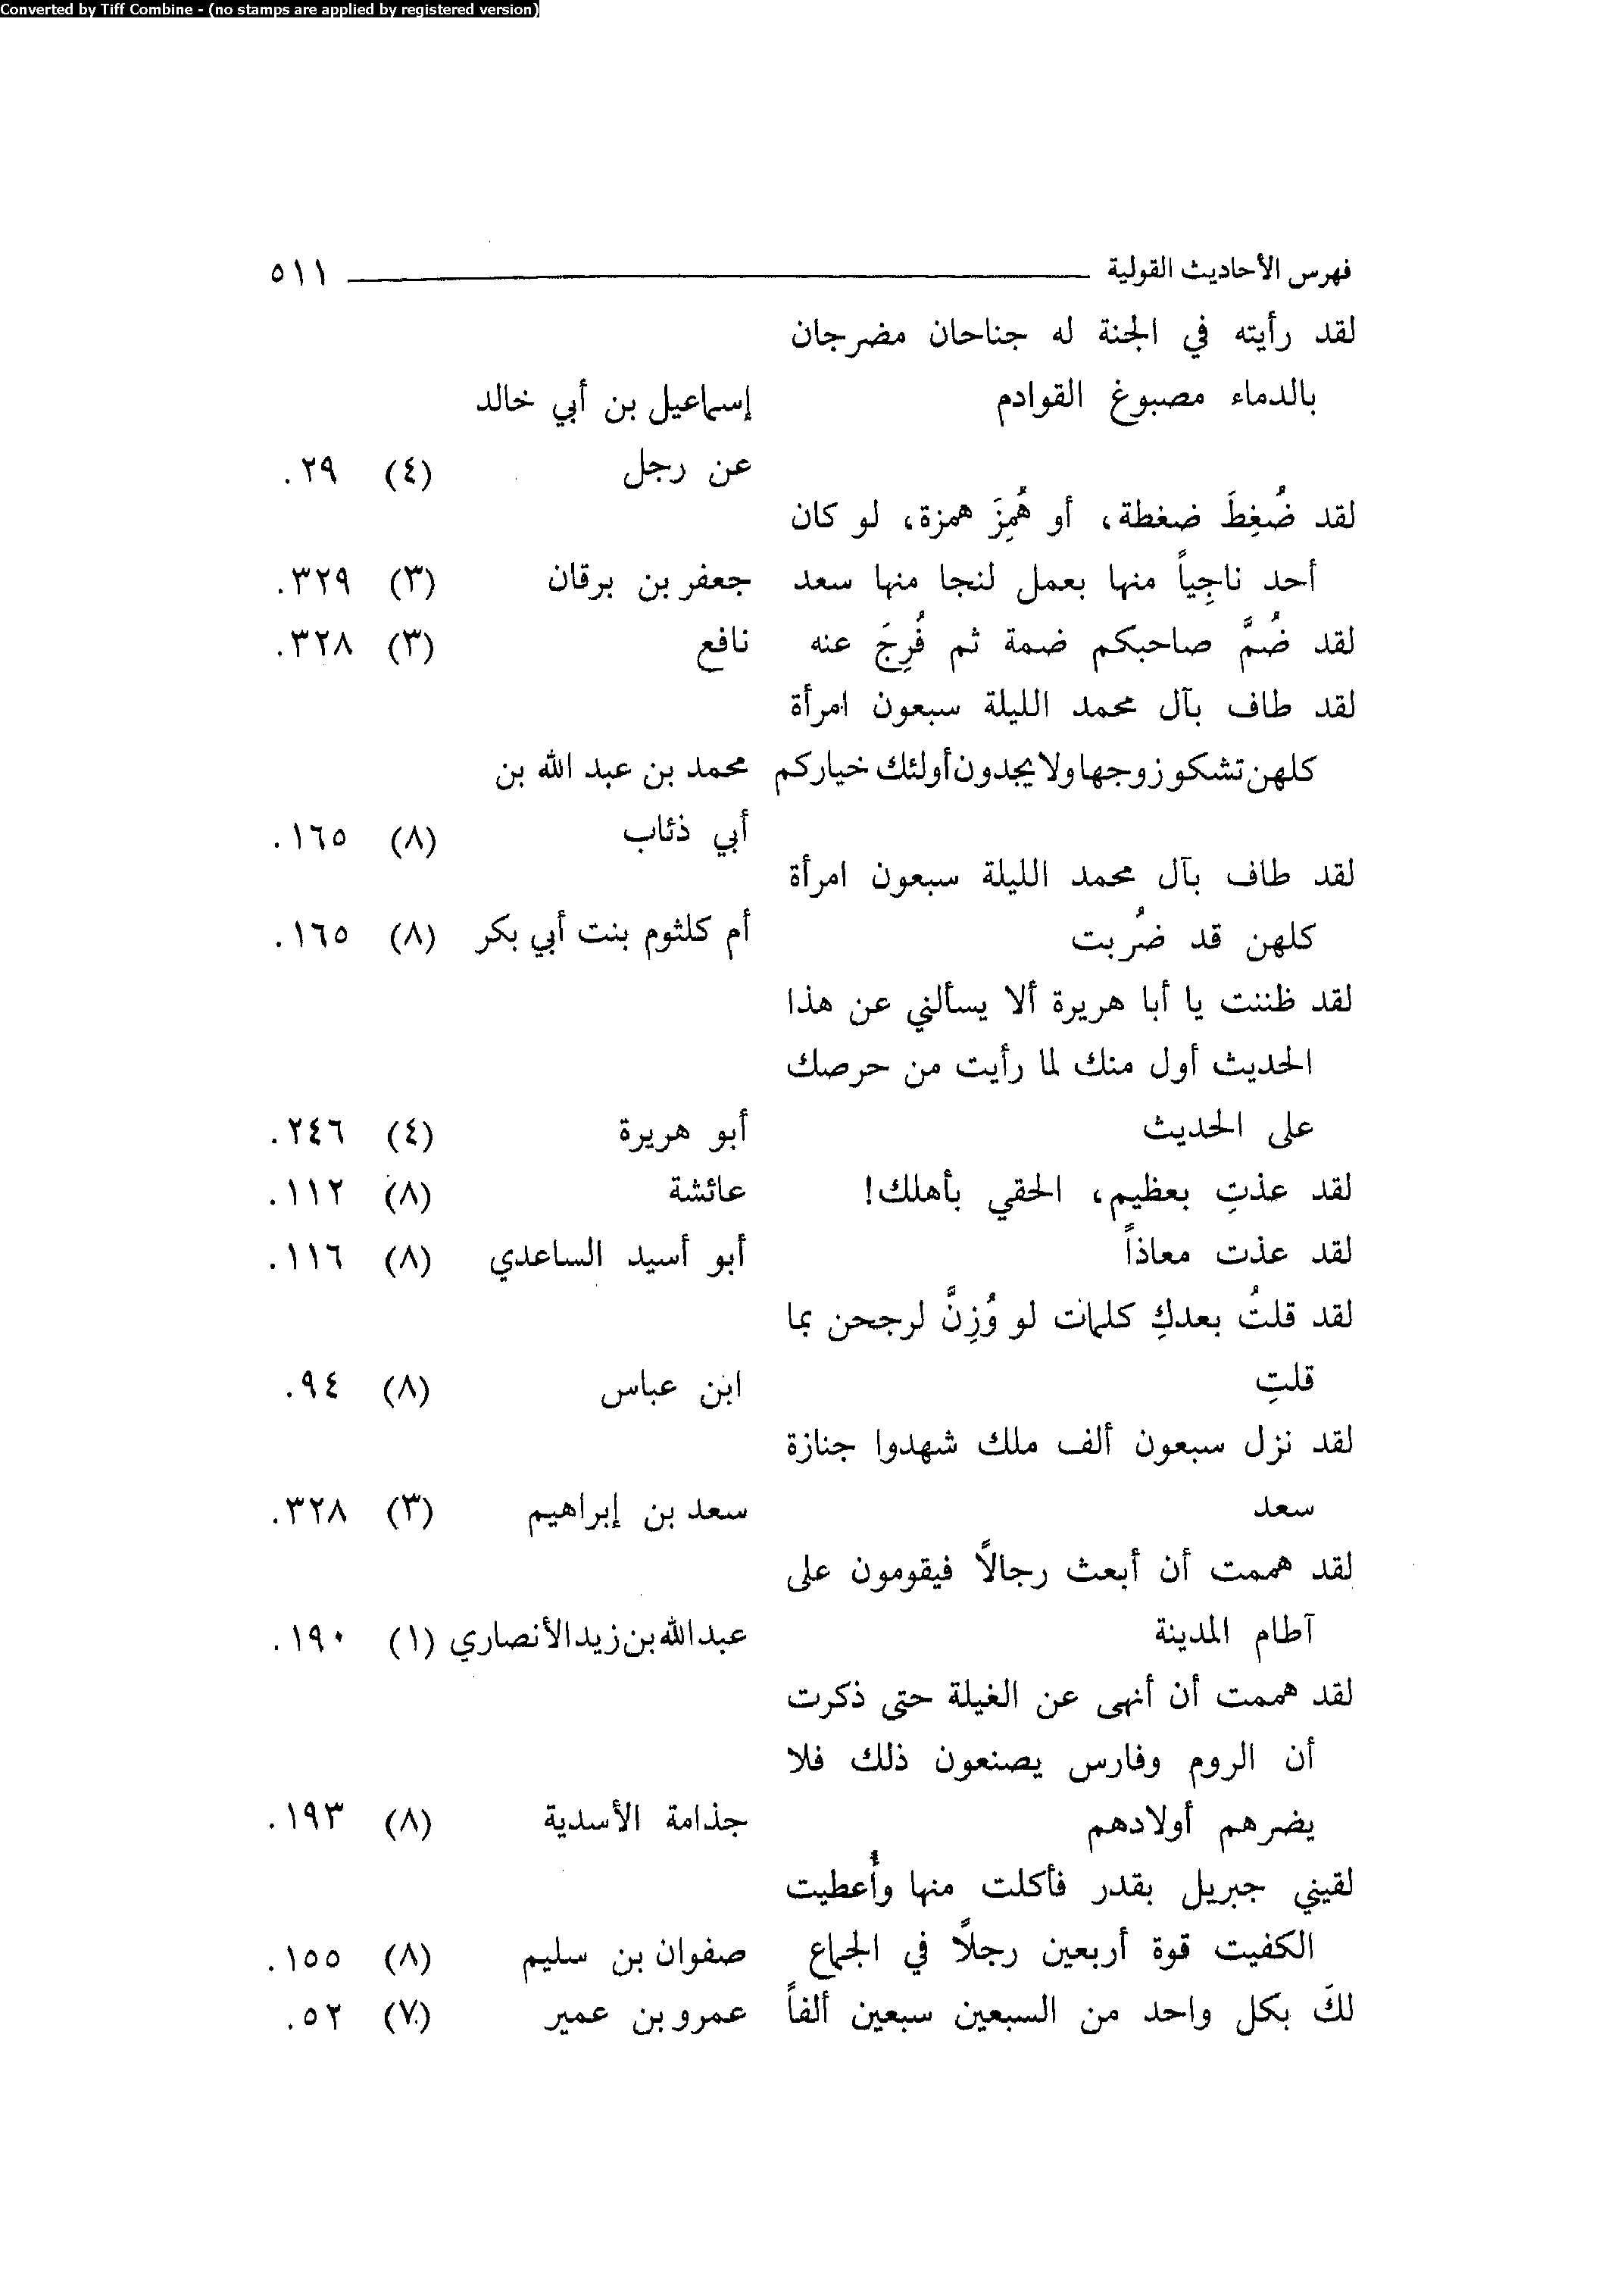 Converted by Tiff Combine - (no stamps are applied by registered version)
فهرس الأحاديث القولية ٥١١
لقد رأيته في الجنة له جناحان مضرجان
بالدماء مصبوغ القوادم إسماعيل بن أبي خالد
عن رجل (٤) ٢٩.
لقد ضُغِطَ ضغطة، أو هُمِزَ همزة، لو كان
أحد ناجِياً منها بعمل لنجا منها سعد جعفر بن برقان (٣) ٣٢٩.
لقد ضُمَّ صاحبكم ضمة ثم فُرِجَ عنه نافع (٣) ٣٢٨.
لقد طاف بآل محمد الليلة سبعون امرأة
كلهن تشكو زوجها ولا يجدون أولئك خياركم محمد بن عبد الله بن
أبي ذئاب (٨) ١٦٥.
لقد طاف بآل محمد الليلة سبعون امرأة
كلهن قد ضُربت أم كلثوم بنت أبي بكر (٨) ١٦٥.
لقد ظننت يا أبا هريرة ألا يسألني عن هذا
الحديث أول منك لما رأيت من حرصك
على الحديث أبو هريرة (٤) ٢٤٦.
لقد عذتِ بعظيم، الحقي بأهلك! عائشة (٨) ١١٢.
لقد عذت معاذاً أبو أسيد الساعدي (٨) ١١٦.
لقد قلتُ بعدكِ كلمات لو وُزِنَّ لرجحن بما
قلتِ ابن عباس (٨) ٩٤.
لقد نزل سبعون ألف ملك شهدوا جنازة
سعد سعد بن إبراهيم (٣) ٣٢٨.
لقد هممت أن أبعث رجالاً فيقومون على
آطام المدينة عبد الله بن زيد الأنصاري (١) ١٩٠.
لقد هممت أن أنهى عن الغيلة حتى ذكرت
أن الروم وفارس يصنعون ذلك فلا
يضرهم أولادهم جذامة الأسدية (٨) ١٩٣.
لقيني جبريل بقدر فأكلت منها وأُعطيت
الكفيت قوة أربعين رجلاً في الجماع صفوان بن سليم (٨) ١٥٥.
لكَ بكل واحد من السبعين سبعين ألفاً عمرو بن عمير (٧) ٥٢.